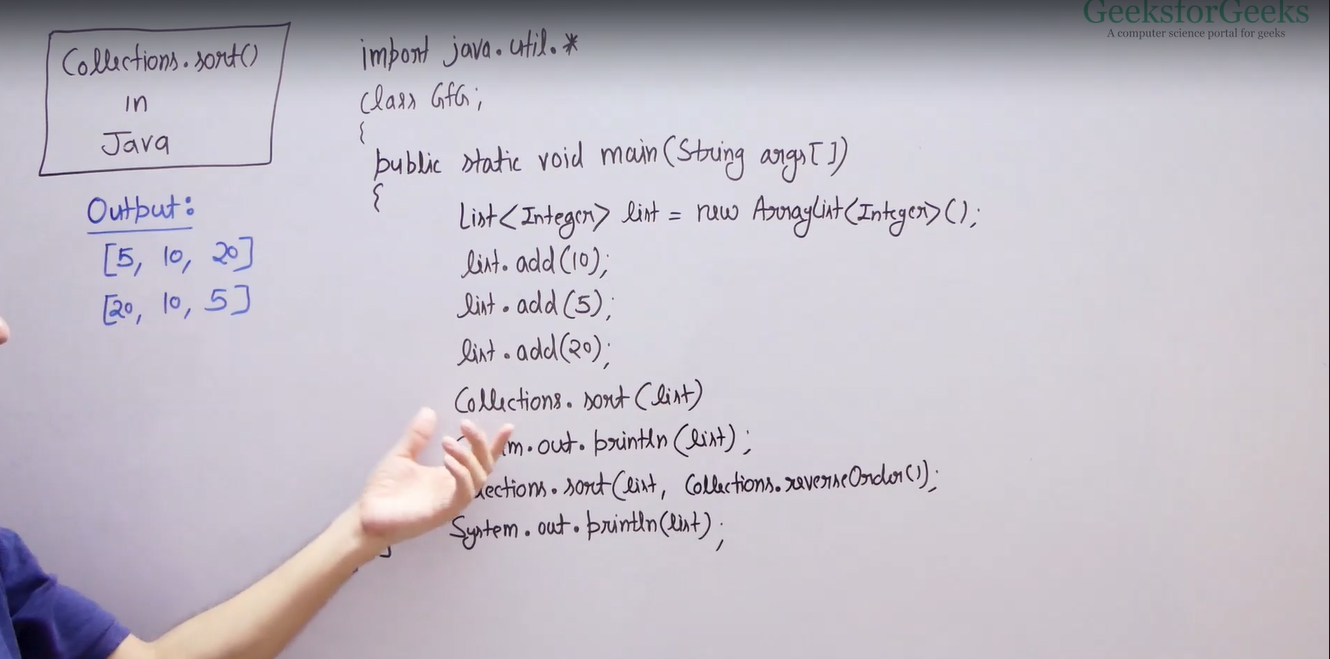 GeeksforGeeks
A computer science portal for geeks
Collections.sort()
in
Java
Output:
[5, 10, 20]
[20, 10, 5]
import java.util.*
class GfG;
{
public static void main(String args[])
{
List<Integer> list = new ArrayList<Integer>();
list.add(10);
list.add(5);
list.add(20);
Collections.sort(list)
m.out.println(list);
ections.sort(list, Collections.reverseOrder());
System.out.println(list);